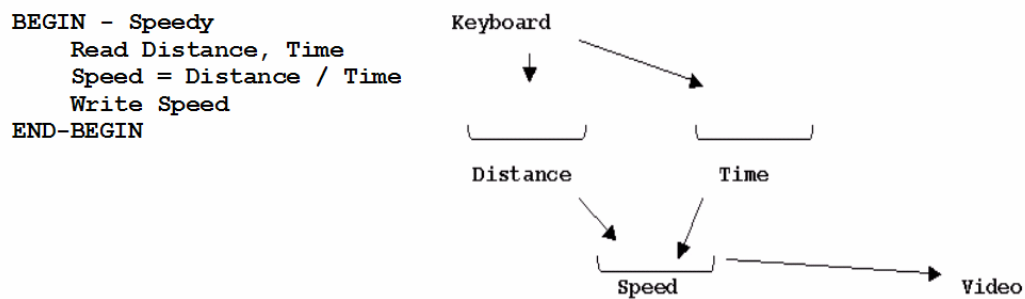 BEGIN - Speedy
Read Distance, Time
Speed = Distance / Time
Write Speed
END-BEGIN
Keyboard
Distance Time
Speed
Video